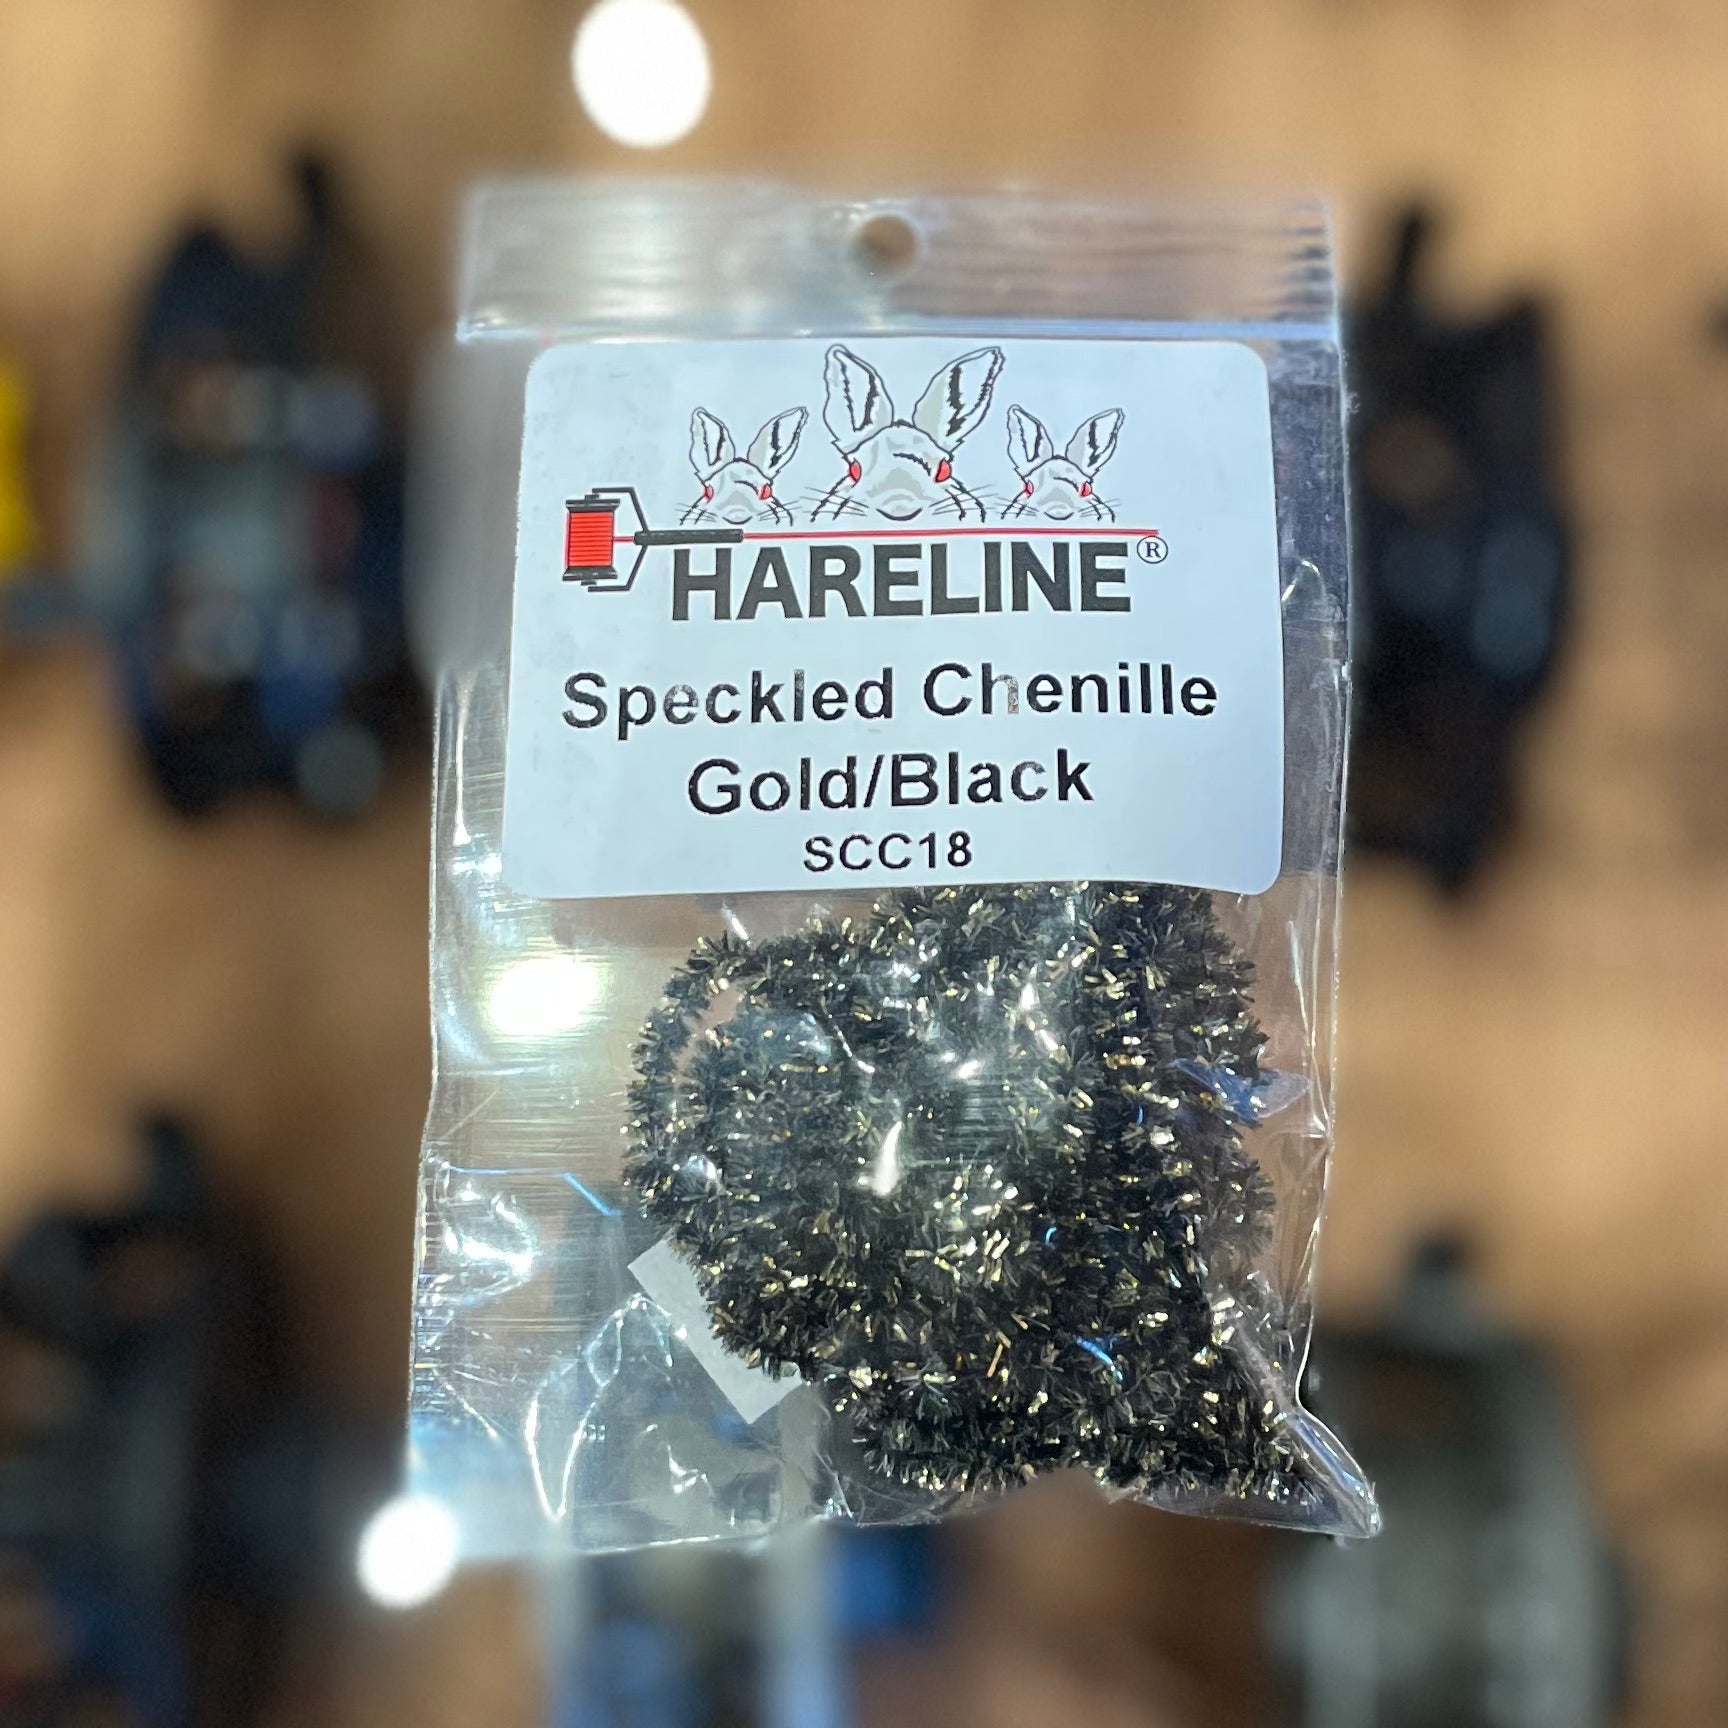 HARELINE®
Speckled Chenille
Gold/Black
SCC18